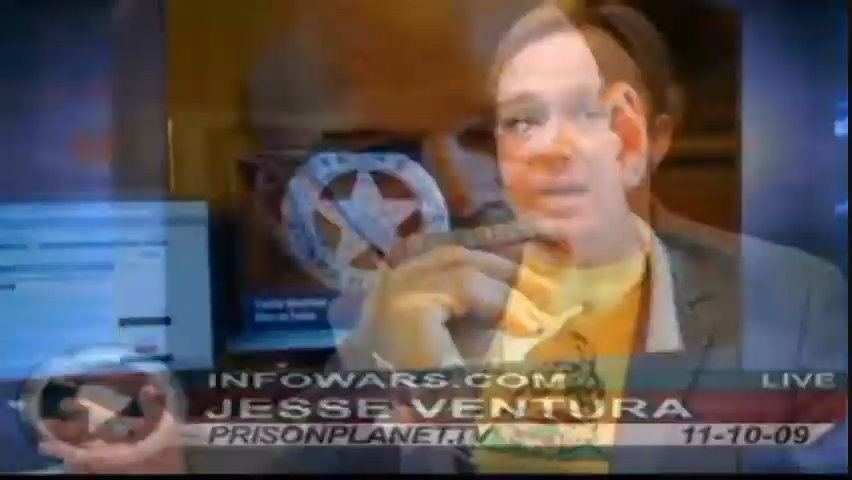 INFOWARS.COM
LIVE
JESSE VENTURA
PRISONPLANET.TV
11-10-09